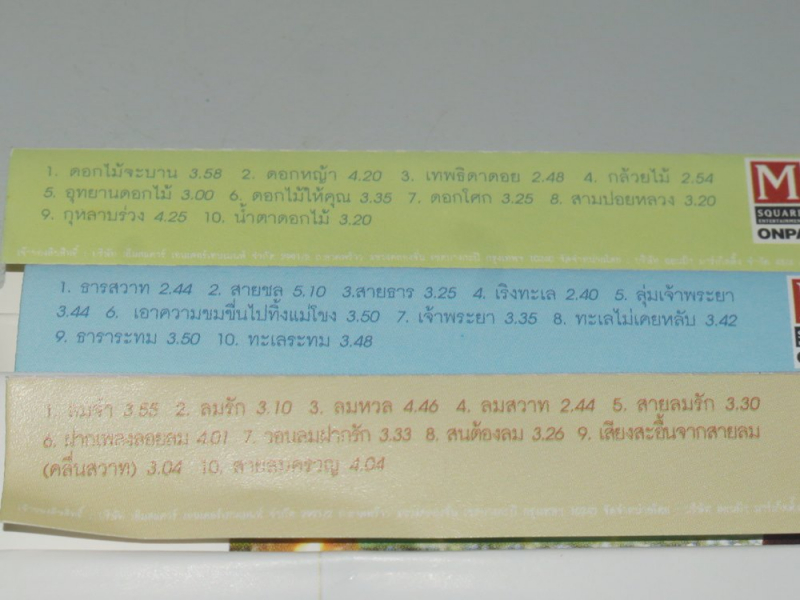 1. ดอกไม้จะบาน 3.58 2. ดอกหญ้า 4.20 3. เทพธิดาดอย 2.48 4. กล้วยไม้ 2.54
5. อุทยานดอกไม้ 3.00 6. ดอกไม้ให้คุณ 3.35 7. ดอกโศก 3.25 8. สามปอยหลวง 3.20
9. กุหลาบร่วง 4.25 10. น้ำตาดอกไม้ 3.20
M
SQUARE
ONPA
1. ธารสวาท 2.44 2. สายชล 5.10 3.สายธาร 3.25 4. เริงทะเล 2.40 5. ลุ่มเจ้าพระยา
3.44 6. เอาความขมขื่นไปทิ้งแม่โขง 3.50 7. เจ้าพระยา 3.35 8. ทะเลไม่เคยหลับ 3.42
9. ธาราระทม 3.50 10. ทะเลระทม 3.48
1. ลมจ๋า 3.55 2. ลมรัก 3.10 3. ลมหวล 4.46 4. ลมสวาท 2.44 5. สายลมรัก 3.30
6. ฝากเพลงลอยลม 4.01 7. วอนลมฝากรัก 3.33 8. สนต้องลม 3.26 9. เสียงสะอื้นจากสายลม
(คลื่นสวาท) 3.04 10. สายลมครวญ 4.04